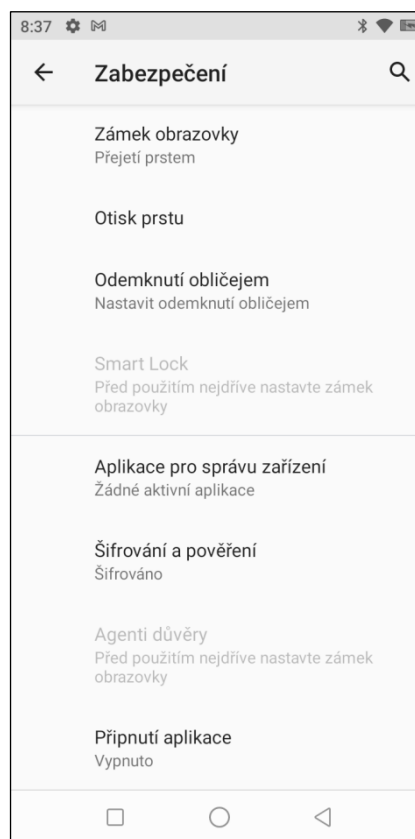 8:37
Zabezpečení
Zámek obrazovky
Přejetí prstem
Otisk prstu
Odemknutí obličejem
Nastavit odemknutí obličejem
Smart Lock
Před použitím nejdříve nastavte zámek
obrazovky
Aplikace pro správu zařízení
Žádné aktivní aplikace
Šifrování a pověření
Šifrováno
Agenti důvěry
Před použitím nejdříve nastavte zámek
obrazovky
Připnutí aplikace
Vypnuto